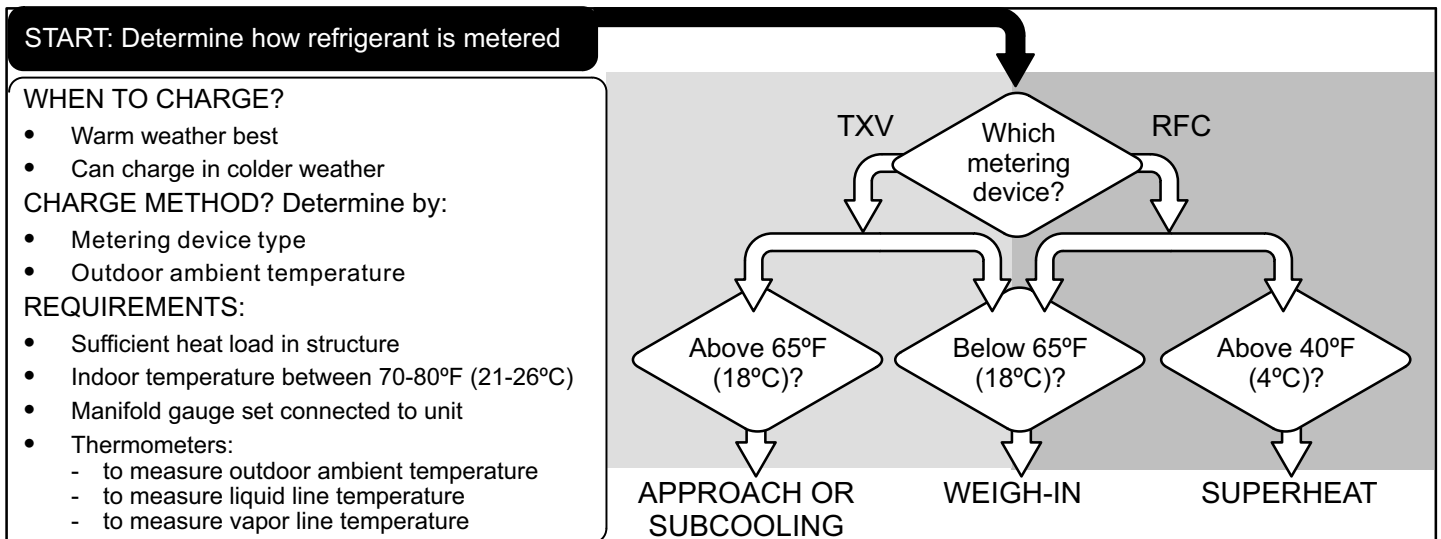 START: Determine how refrigerant is metered
WHEN TO CHARGE?
• Warm weather best
• Can charge in colder weather
CHARGE METHOD? Determine by:
• Metering device type
• Outdoor ambient temperature
REQUIREMENTS:
• Sufficient heat load in structure
• Indoor temperature between 70-80ºF (21-26ºC)
• Manifold gauge set connected to unit
• Thermometers:
- to measure outdoor ambient temperature
- to measure liquid line temperature
- to measure vapor line temperature
TXV
Which
metering
device?
RFC
Above 65ºF
(18ºC)?
Below 65ºF
(18ºC)?
Above 40ºF
(4ºC)?
APPROACH OR
SUBCOOLING
WEIGH-IN
SUPERHEAT